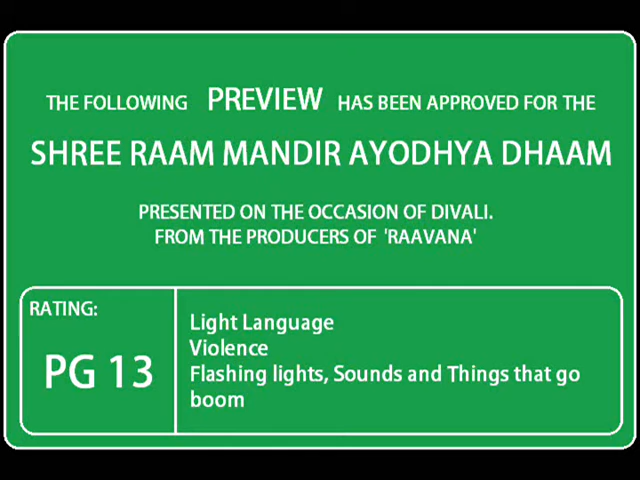 THE FOLLOWING PREVIEW HAS BEEN APPROVED FOR THE
SHREE RAAM MANDIR AYODHYA DHAAM
PRESENTED ON THE OCCASION OF DIVALI.
FROM THE PRODUCERS OF 'RAAVANA'
RATING:
PG 13
Light Language
Violence
Flashing lights, Sounds and Things that go
boom